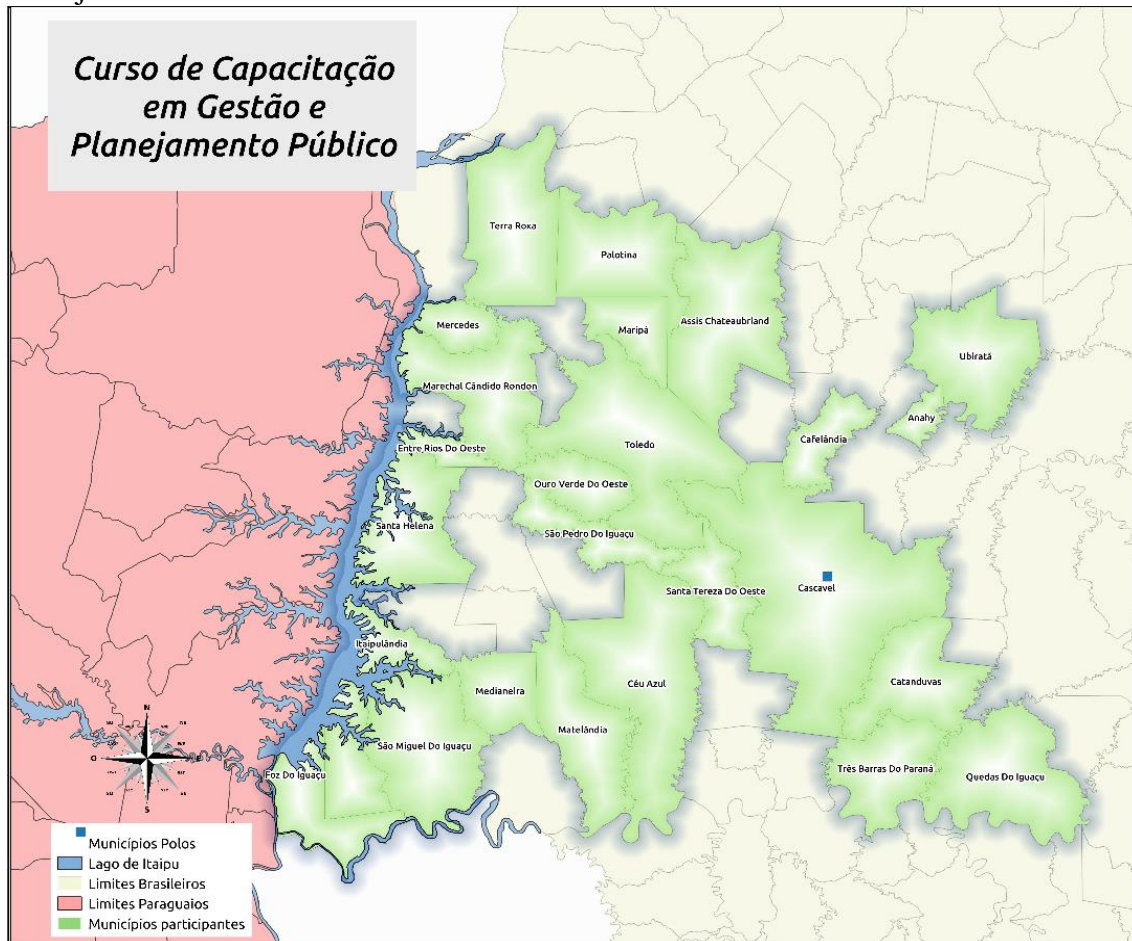 Curso de Capacitação
em Gestão e
Planejamento Público
Terra Roxa
Palotina
Assis Chateaubrland
Mercedes
Maripá
Ubiratã
Marechal Cândido Rondon
Anahy
Cafelândia
Toledo
Entre Rios Do Oeste
Ouro Verde Do Oeste
Santa Helena
São Pedro Do Iguaçu
Santa Tereza Do Oeste
Cascavel
Itaipulândia
Céu Azul
Catanduvas
Medianeira
Matelândia
São Miguel Do Iguaçu
Foz Do Iguaçu
Três Barras Do Paraná
Quedas Do Iguaçu
N
O
E
S
Municípios Polos
Lago de Itaipu
Limites Brasileiros
Limites Paraguaios
Municípios participantes